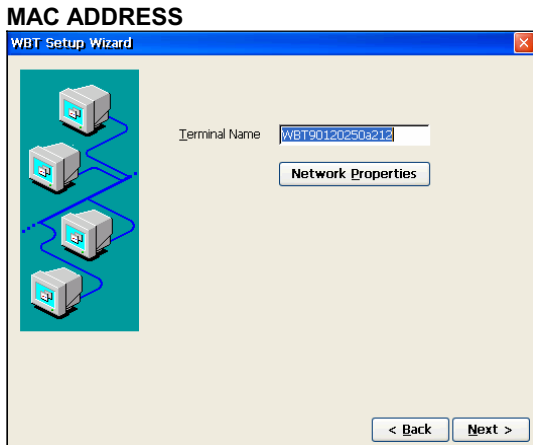 MAC ADDRESS
WBT Setup Wizard
Terminal Name WBT90120250a212
Network Properties
< Back Next >